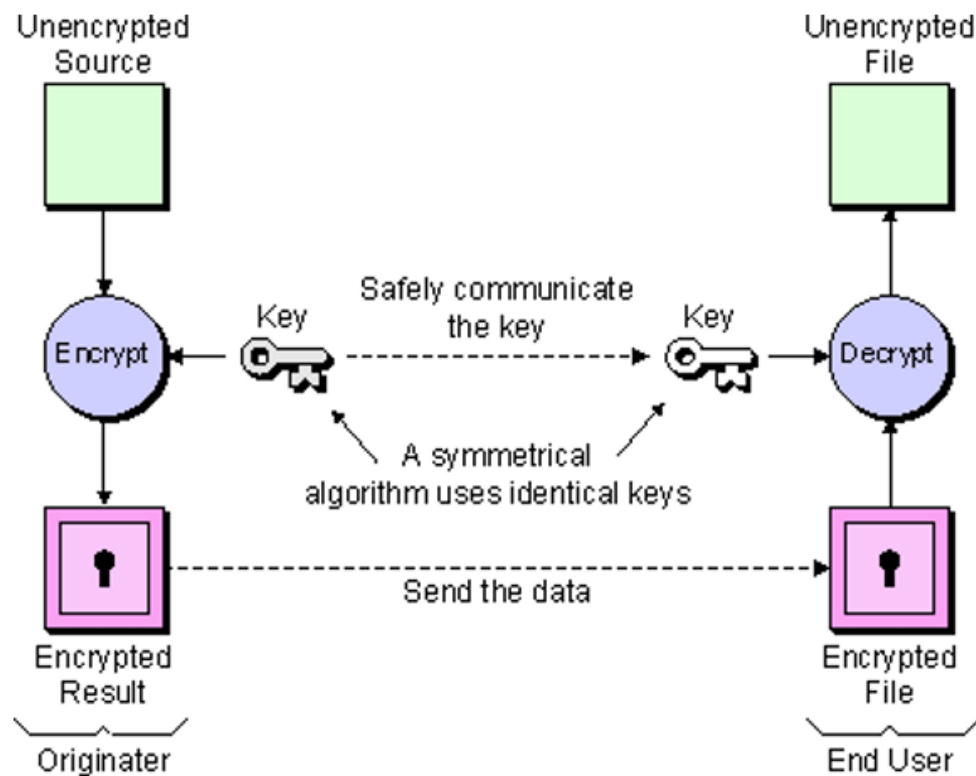 Unencrypted
Source
Unencrypted
File
Safely communicate
the key
Key
Key
Encrypt
Decrypt
A symmetrical
algorithm uses identical keys
Send the data
Encrypted
Result
Encrypted
File
Originater
End User